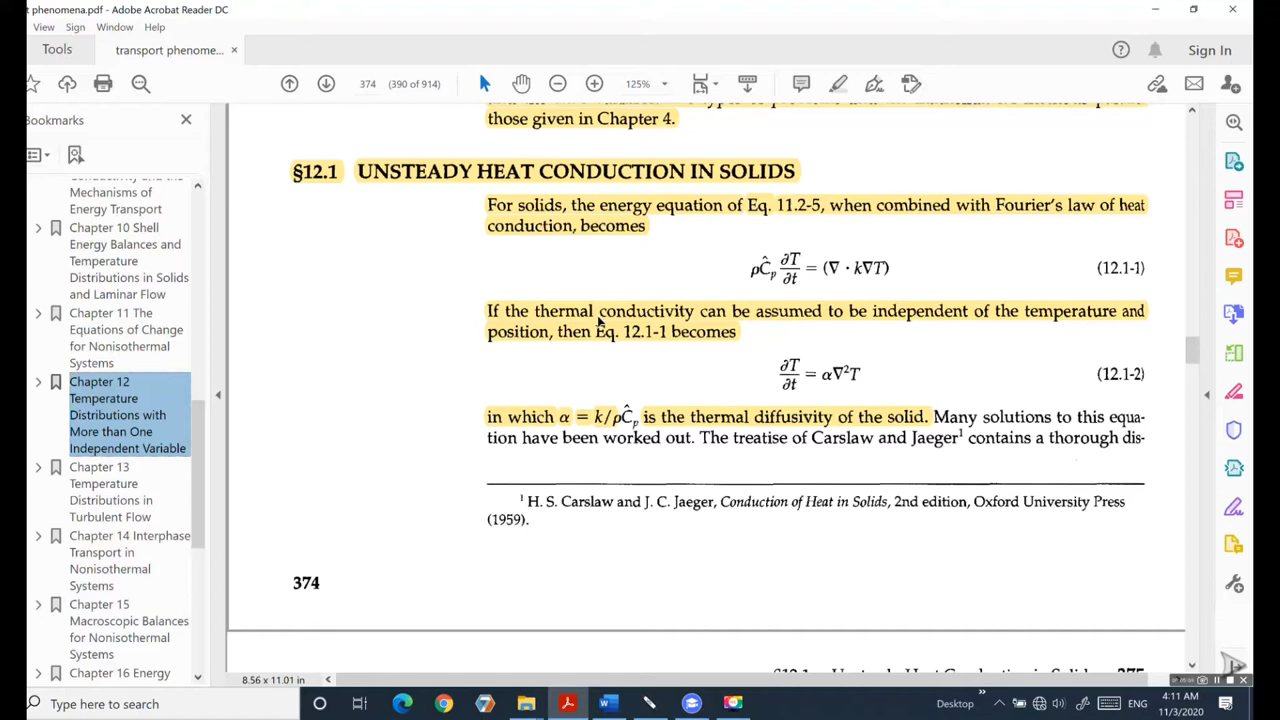 t phenomena.pdf - Adobe Acrobat Reader DC
View Sign Window Help
Tools
transport phenome... ×
Sign In
374 (390 of 914)
125%
Bookmarks
Mechanisms of
Energy Transport
Chapter 10 Shell
Energy Balances and
Temperature
Distributions in Solids
and Laminar Flow
Chapter 11 The
Equations of Change
for Nonisothermal
Systems
Chapter 12
Temperature
Distributions with
More than One
Independent Variable
Chapter 13
Temperature
Distributions in
Turbulent Flow
Chapter 14 Interphase
Transport in
Nonisothermal
Systems
Chapter 15
Macroscopic Balances
for Nonisothermal
Systems
Chapter 16 Energy
those given in Chapter 4.
§12.1 UNSTEADY HEAT CONDUCTION IN SOLIDS
For solids, the energy equation of Eq. 11.2-5, when combined with Fourier's law of heat
conduction, becomes
ρĈp ∂T/∂t = (∇ · k∇T) (12.1-1)
If the thermal conductivity can be assumed to be independent of the temperature and
position, then Eq. 12.1-1 becomes
∂T/∂t = α∇²T (12.1-2)
in which α = k/ρĈp is the thermal diffusivity of the solid. Many solutions to this equa-
tion have been worked out. The treatise of Carslaw and Jaeger¹ contains a thorough dis-
¹ H. S. Carslaw and J. C. Jaeger, Conduction of Heat in Solids, 2nd edition, Oxford University Press
(1959).
374
§12.1 Unsteady Heat Conduction in Solids 375
8.56 x 11.01 in
Type here to search
Desktop
ENG
4:11 AM
11/3/2020